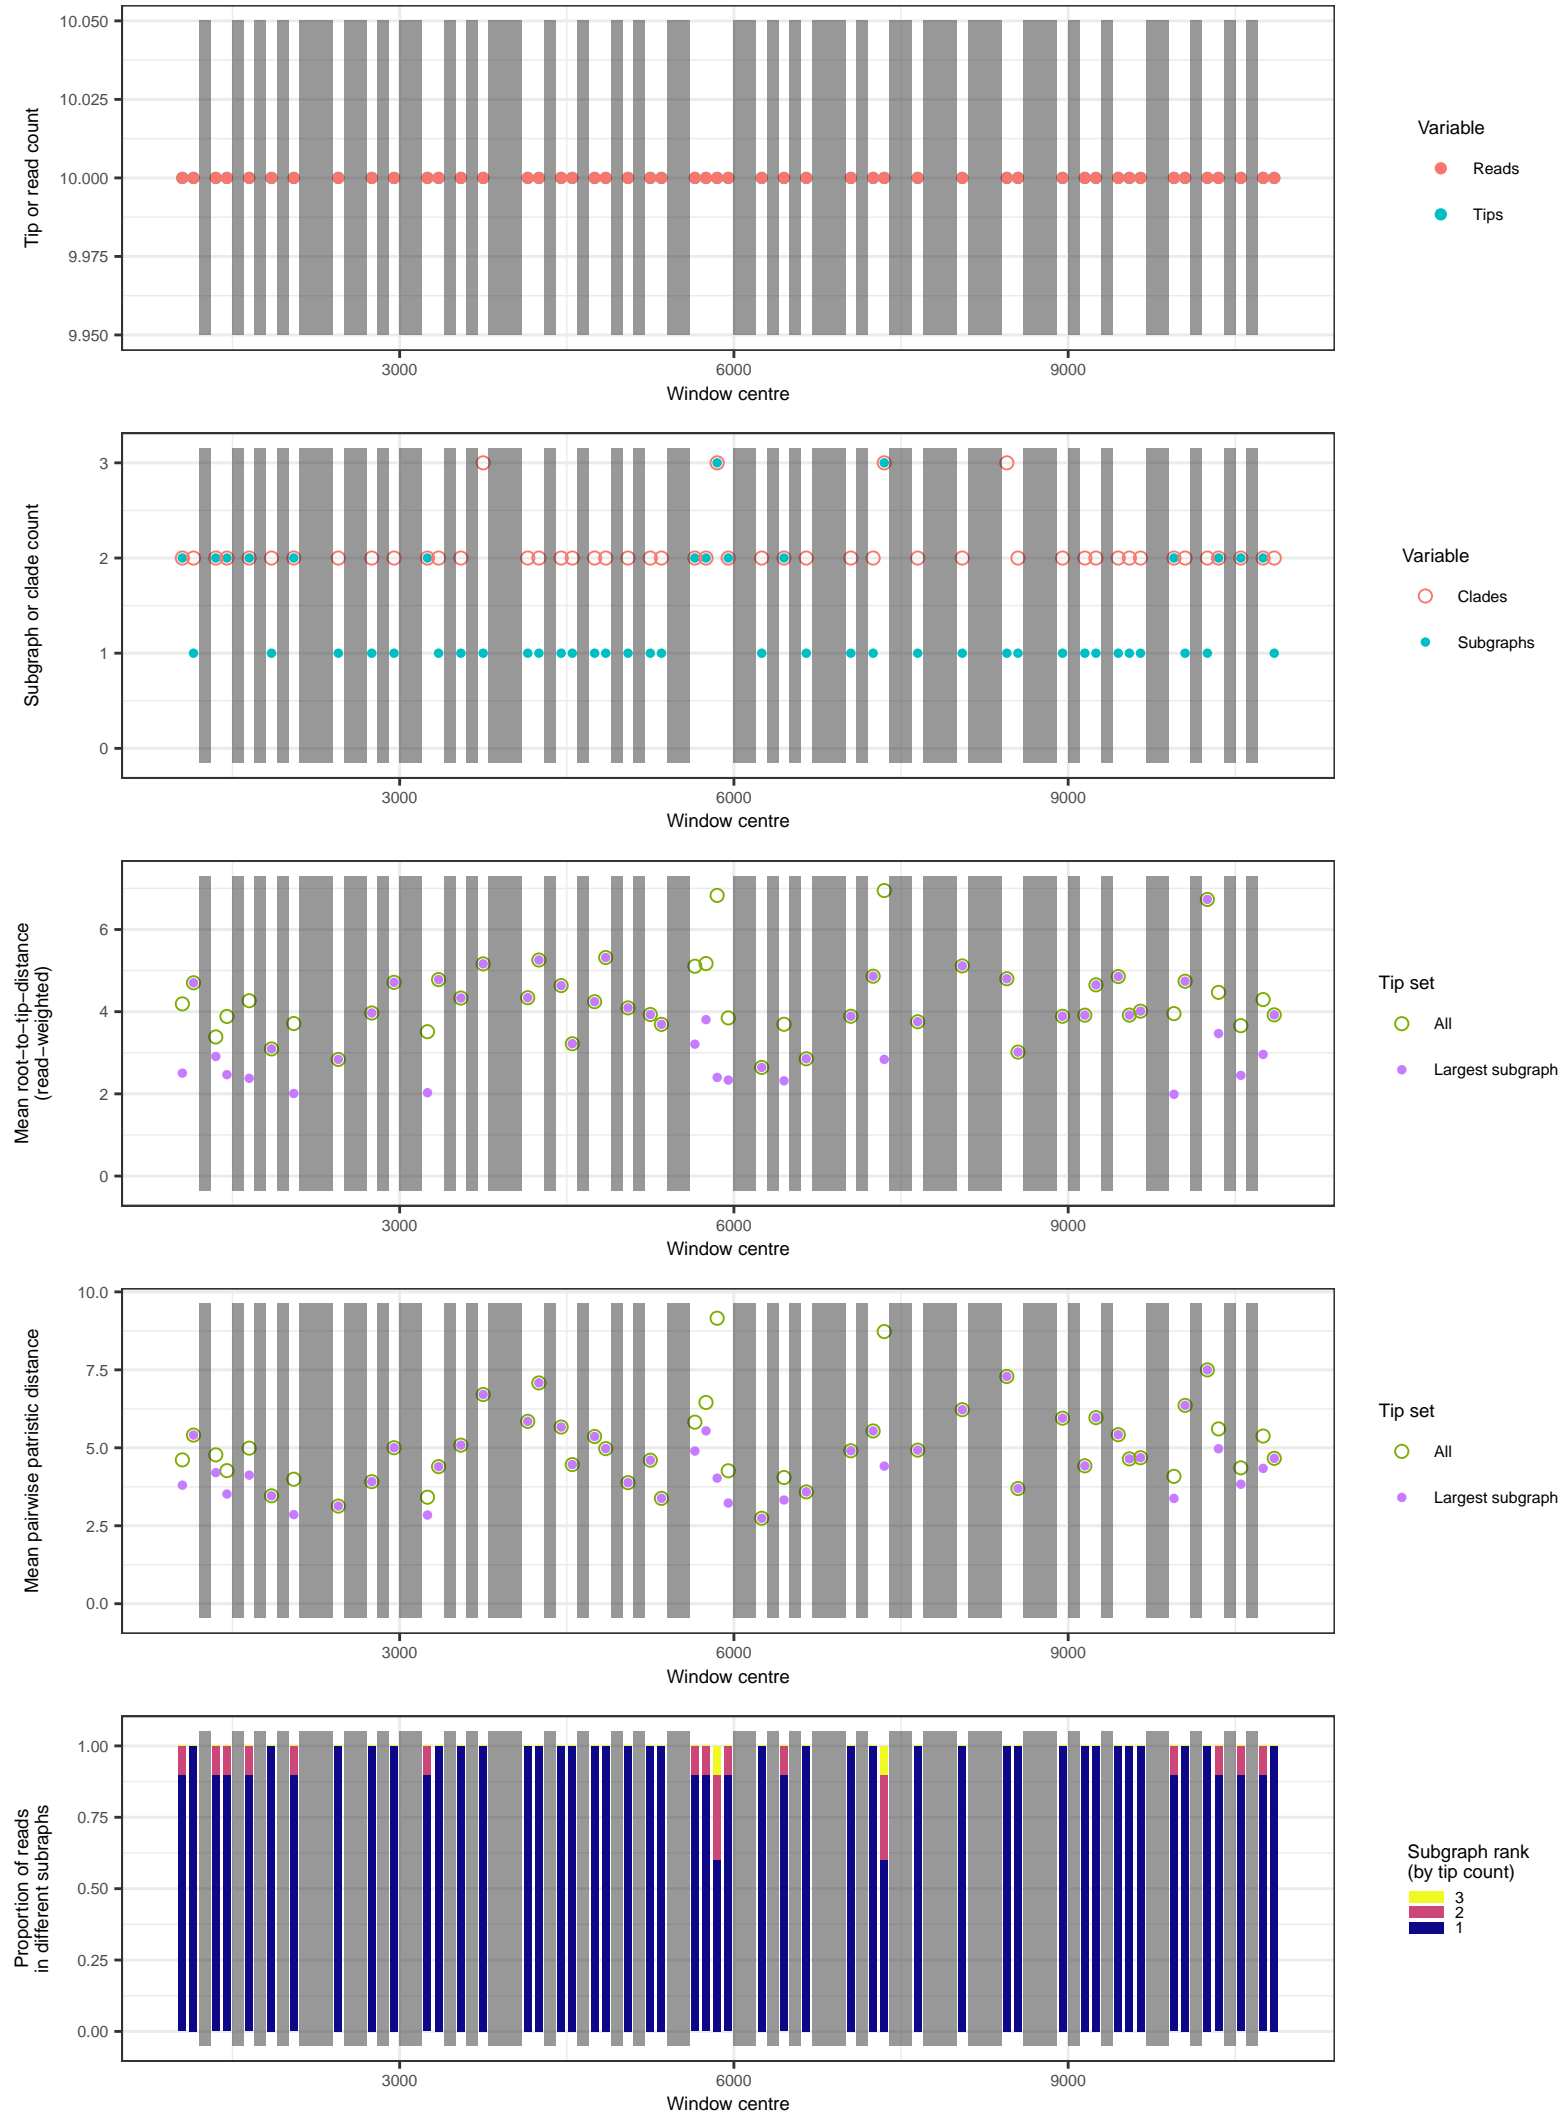 10.050
10.025
10.000
9.975
9.950
Tip or read count
3000 6000 9000
Window centre
Variable
Reads
Tips
3
2
1
0
Subgraph or clade count
3000 6000 9000
Window centre
Variable
Clades
Subgraphs
6
4
2
0
Mean root−to−tip−distance
(read−weighted)
3000 6000 9000
Window centre
Tip set
All
Largest subgraph
10.0
7.5
5.0
2.5
0.0
Mean pairwise patristic distance
3000 6000 9000
Window centre
Tip set
All
Largest subgraph
1.00
0.75
0.50
0.25
0.00
Proportion of reads
in different subraphs
3000 6000 9000
Window centre
Subgraph rank
(by tip count)
3
2
1